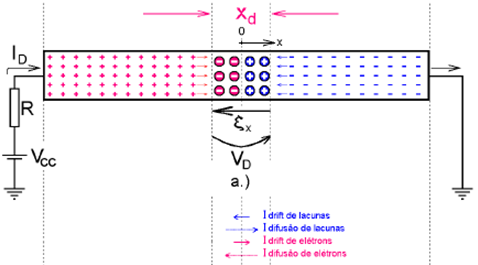 x_d
0
x
I_D
R
V_CC
ξ_x
V_D
a.)
I drift de lacunas
I difusão de lacunas
I drift de elétrons
I difusão de elétrons